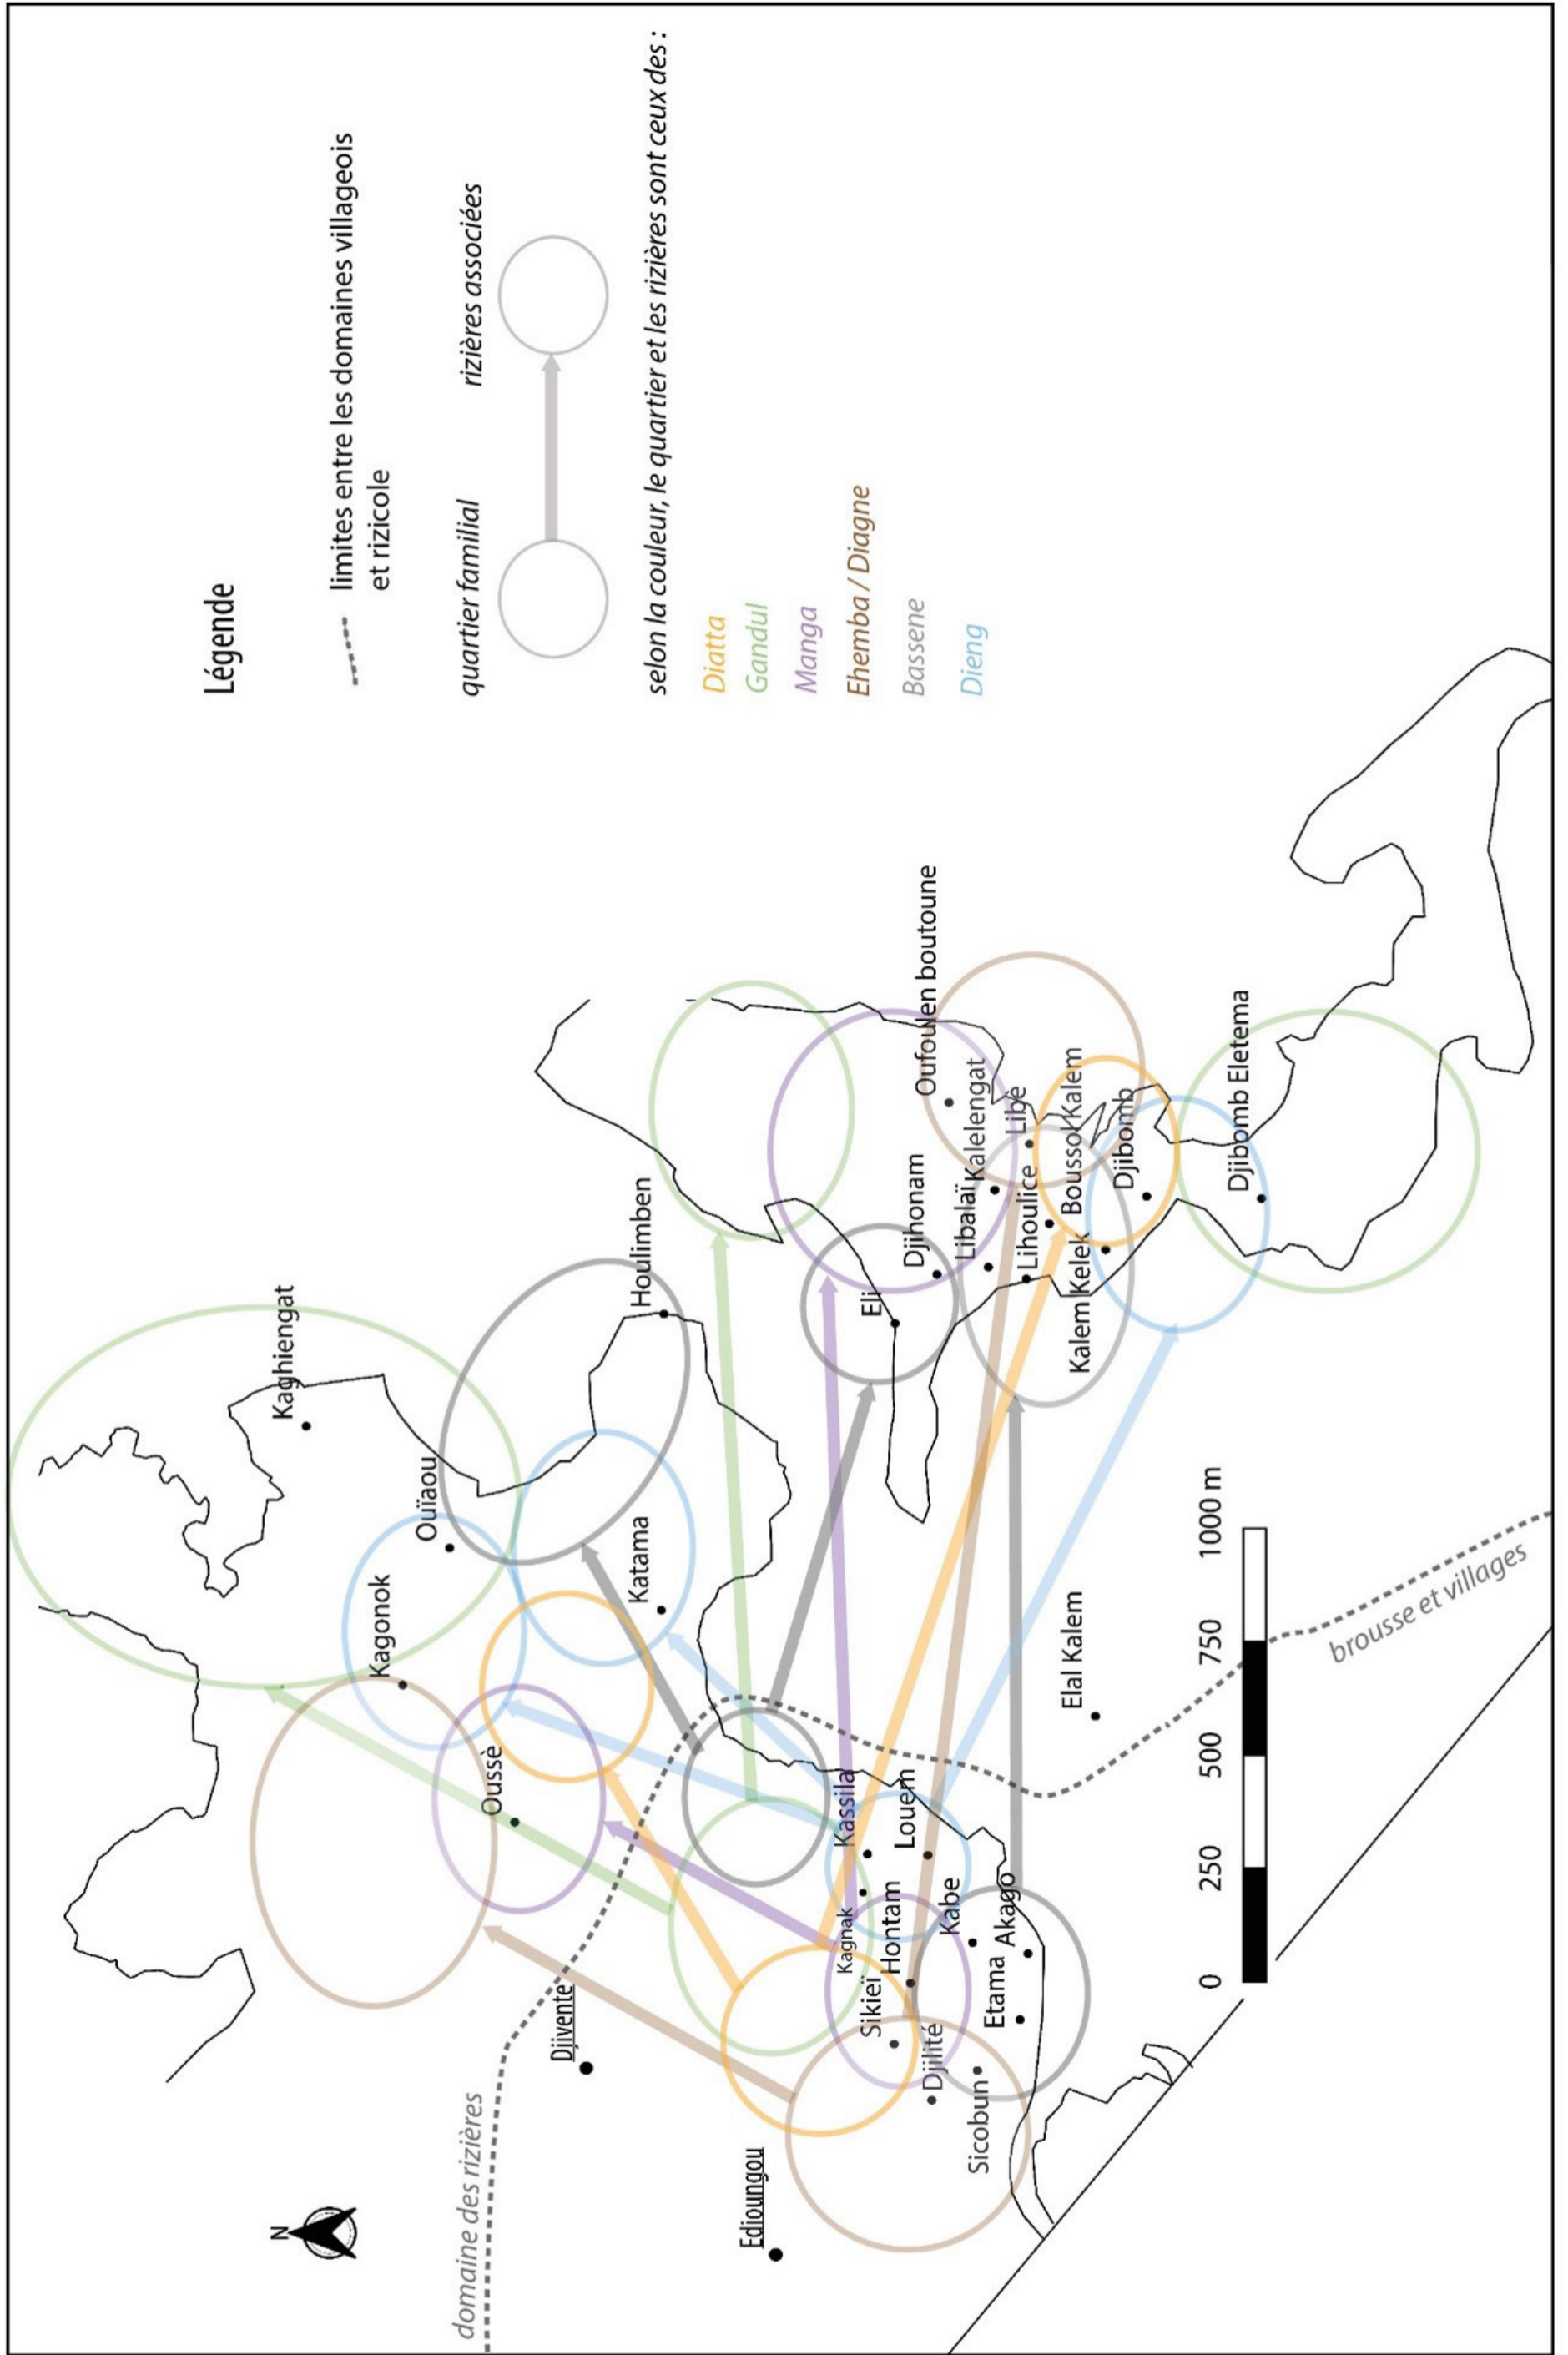 Légende
limites entre les domaines villageois
et rizicole
quartier familial
rizières associées
selon la couleur, le quartier et les rizières sont ceux des :
Diatta
Gandul
Manga
Ehemba / Diagne
Bassene
Dieng
N
domaine des rizières
Djivente
Edioungou
Kaghiengat
Ouïaou
Kagonok
Oussè
Houlimben
Katama
Eli
Djihonam
Oufoulen boutoune
Libalaï
Kalelengat
Lihoulice
Libè
Boussol
Kalem
Kalem Kelek
Djibomb
Djibomb Eletema
Kassila
Kagnak
Louem
Hontam
Sikieï
Kabe
Akago
Etama
Djilité
Sicobun
Elal Kalem
brousse et villages
0 250 500 750 1000 m